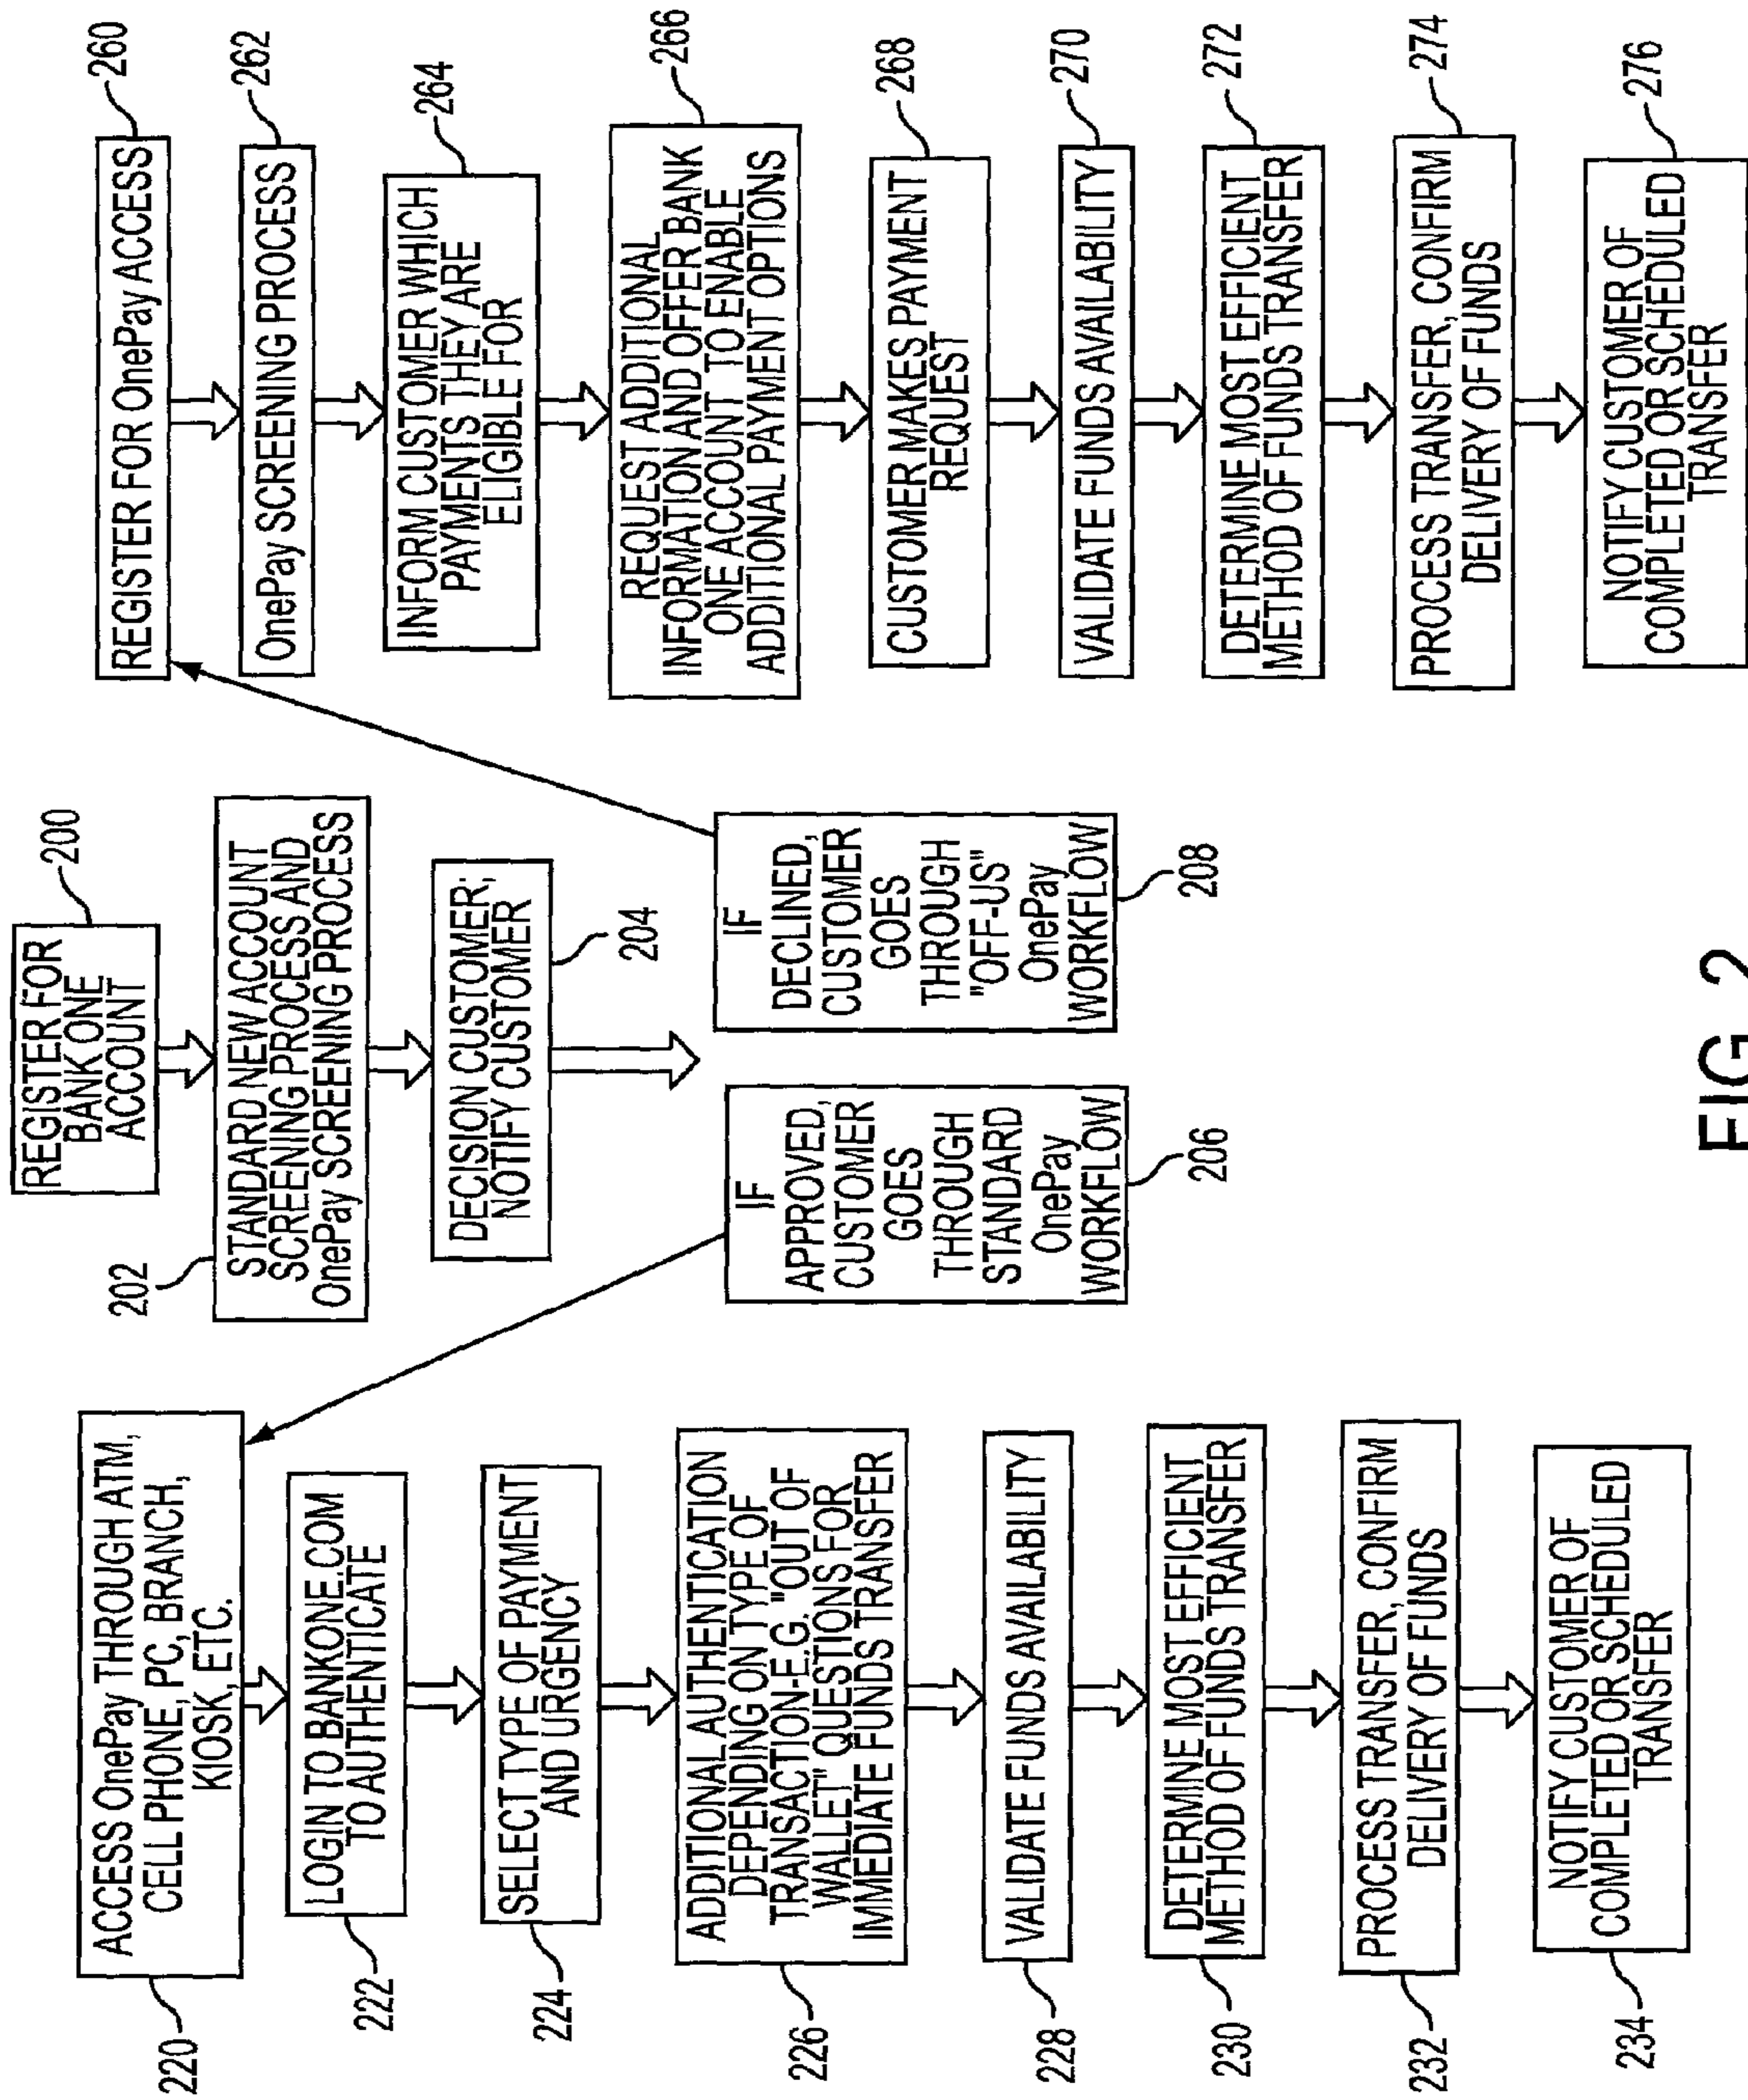 200
REGISTER FOR
BANK ONE
ACCOUNT
202
STANDARD NEW ACCOUNT
SCREENING PROCESS AND
OnePay SCREENING PROCESS
DECISION CUSTOMER;
NOTIFY CUSTOMER
204
IF
APPROVED,
CUSTOMER
GOES
THROUGH
STANDARD
OnePay
WORKFLOW
206
IF
DECLINED,
CUSTOMER
GOES
THROUGH
"OFF-US"
OnePay
WORKFLOW
208
220
ACCESS OnePay THROUGH ATM,
CELL PHONE, PC, BRANCH,
KIOSK, ETC.
222
LOGIN TO BANKONE.COM
TO AUTHENTICATE
224
SELECT TYPE OF PAYMENT
AND URGENCY
226
ADDITIONAL AUTHENTICATION
DEPENDING ON TYPE OF
TRANSACTION-E.G. "OUT OF
WALLET" QUESTIONS FOR
IMMEDIATE FUNDS TRANSFER
228
VALIDATE FUNDS AVAILABILITY
230
DETERMINE MOST EFFICIENT
METHOD OF FUNDS TRANSFER
232
PROCESS TRANSFER, CONFIRM
DELIVERY OF FUNDS
234
NOTIFY CUSTOMER OF
COMPLETED OR SCHEDULED
TRANSFER
260
REGISTER FOR OnePay ACCESS
262
OnePay SCREENING PROCESS
264
INFORM CUSTOMER WHICH
PAYMENTS THEY ARE
ELIGIBLE FOR
266
REQUEST ADDITIONAL
INFORMATION AND OFFER BANK
ONE ACCOUNT TO ENABLE
ADDITIONAL PAYMENT OPTIONS
268
CUSTOMER MAKES PAYMENT
REQUEST
270
VALIDATE FUNDS AVAILABILITY
272
DETERMINE MOST EFFICIENT
METHOD OF FUNDS TRANSFER
274
PROCESS TRANSFER, CONFIRM
DELIVERY OF FUNDS
276
NOTIFY CUSTOMER OF
COMPLETED OR SCHEDULED
TRANSFER
FIG. 2